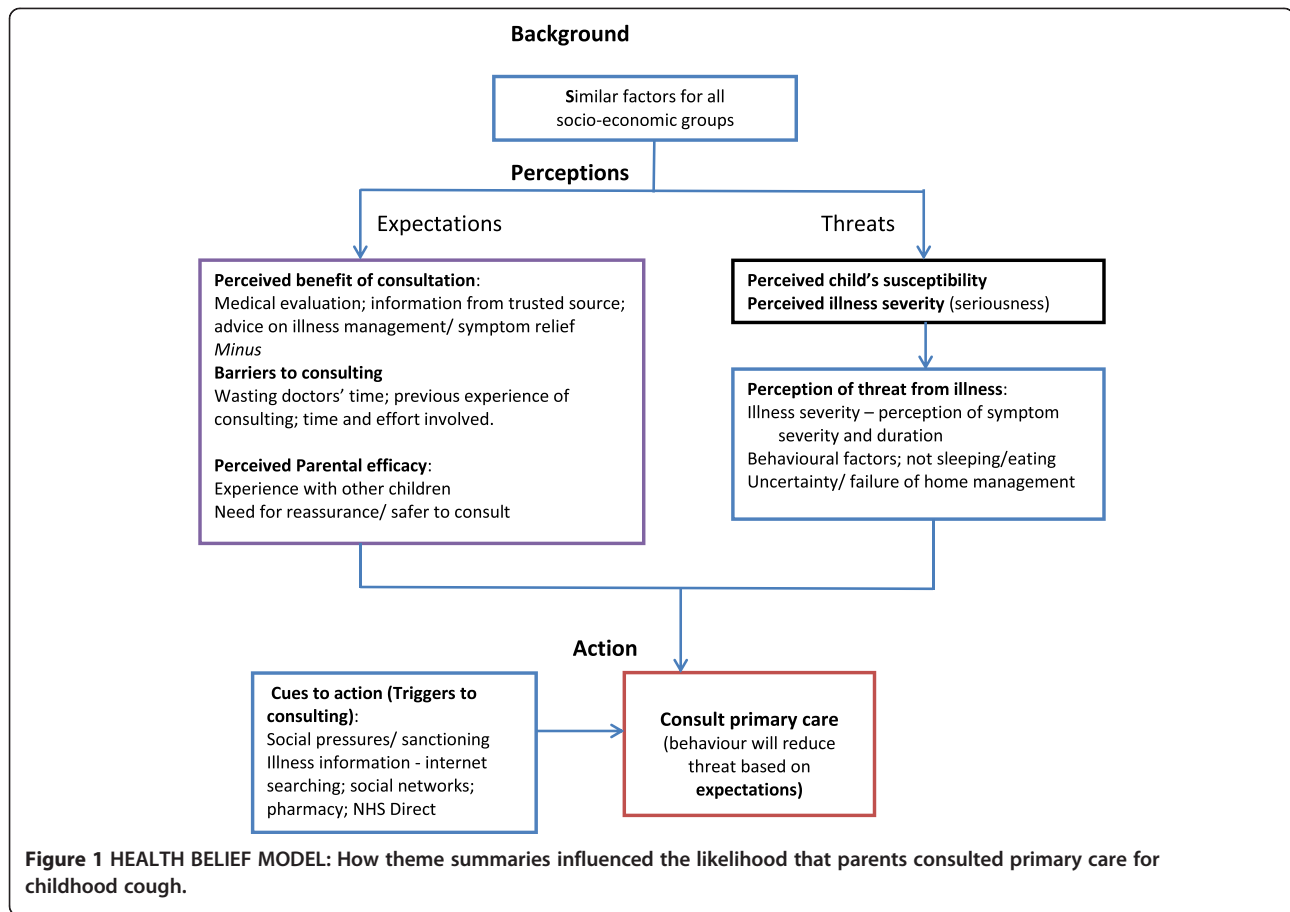 Background
Similar factors for all
socio-economic groups
Perceptions
Expectations
Threats
Perceived benefit of consultation:
Medical evaluation; information from trusted source;
advice on illness management/ symptom relief
Minus
Barriers to consulting
Wasting doctors’ time; previous experience of
consulting; time and effort involved.
Perceived Parental efficacy:
Experience with other children
Need for reassurance/ safer to consult
Perceived child’s susceptibility
Perceived illness severity (seriousness)
Perception of threat from illness:
Illness severity – perception of symptom
severity and duration
Behavioural factors; not sleeping/eating
Uncertainty/ failure of home management
Action
Cues to action (Triggers to
consulting):
Social pressures/ sanctioning
Illness information - internet
searching; social networks;
pharmacy; NHS Direct
Consult primary care
(behaviour will reduce
threat based on
expectations)
Figure 1 HEALTH BELIEF MODEL: How theme summaries influenced the likelihood that parents consulted primary care for
childhood cough.